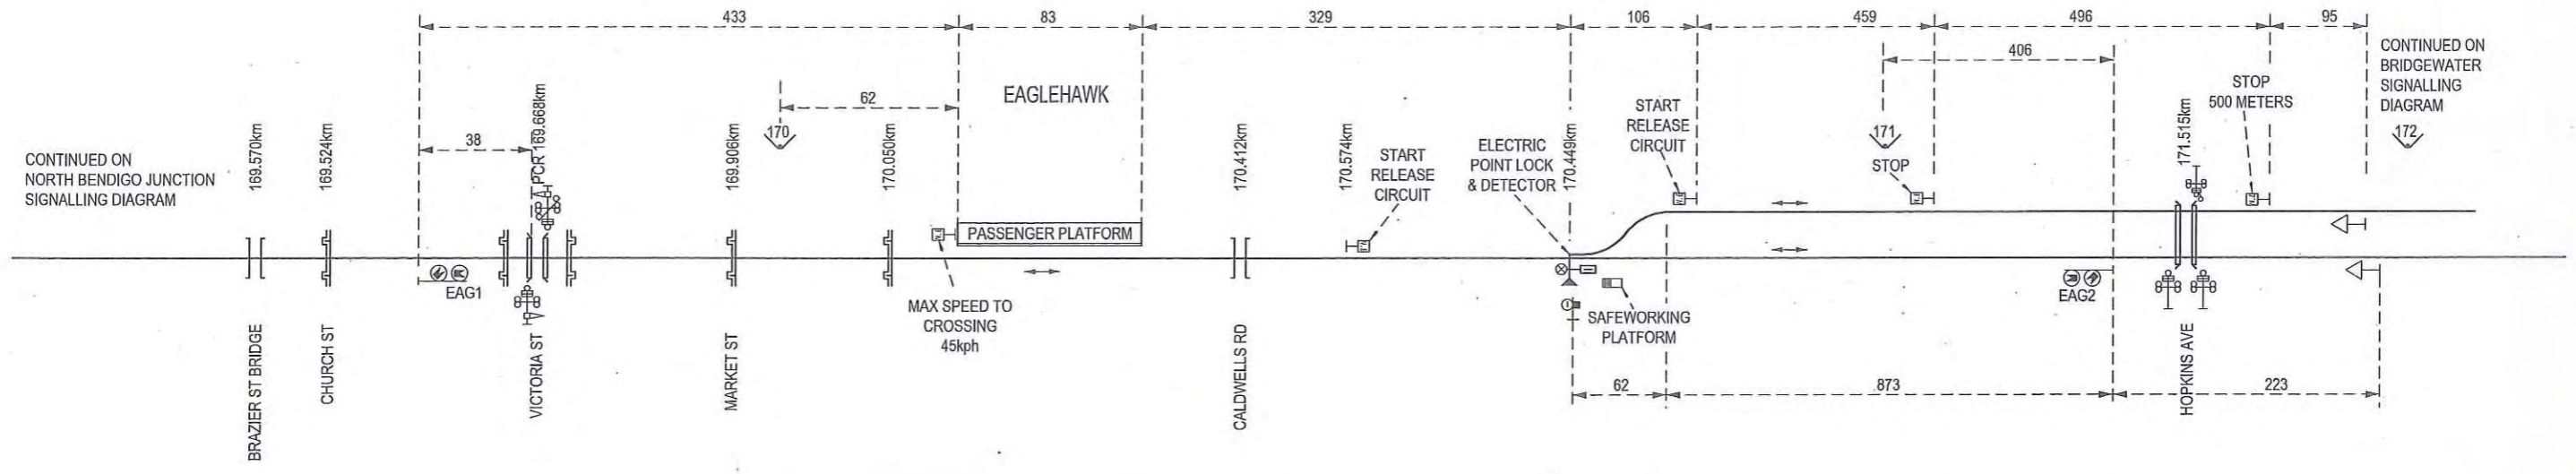 433
83
329
106
459
496
95
406
62
38
CONTINUED ON
NORTH BENDIGO JUNCTION
SIGNALLING DIAGRAM
169.570km
169.524km
PCR 169.668km
169.906km
170
170.050km
EAGLEHAWK
170.412km
170.574km
START
RELEASE
CIRCUIT
ELECTRIC
POINT LOCK
& DETECTOR
170.449km
START
RELEASE
CIRCUIT
171
STOP
171.515km
STOP
500 METERS
CONTINUED ON
BRIDGEWATER
SIGNALLING
DIAGRAM
172
PASSENGER PLATFORM
EAG1
MAX SPEED TO
CROSSING
45kph
SAFEWORKING
PLATFORM
EAG2
BRAZIER ST BRIDGE
CHURCH ST
VICTORIA ST
MARKET ST
CALDWELLS RD
HOPKINS AVE
62
873
223